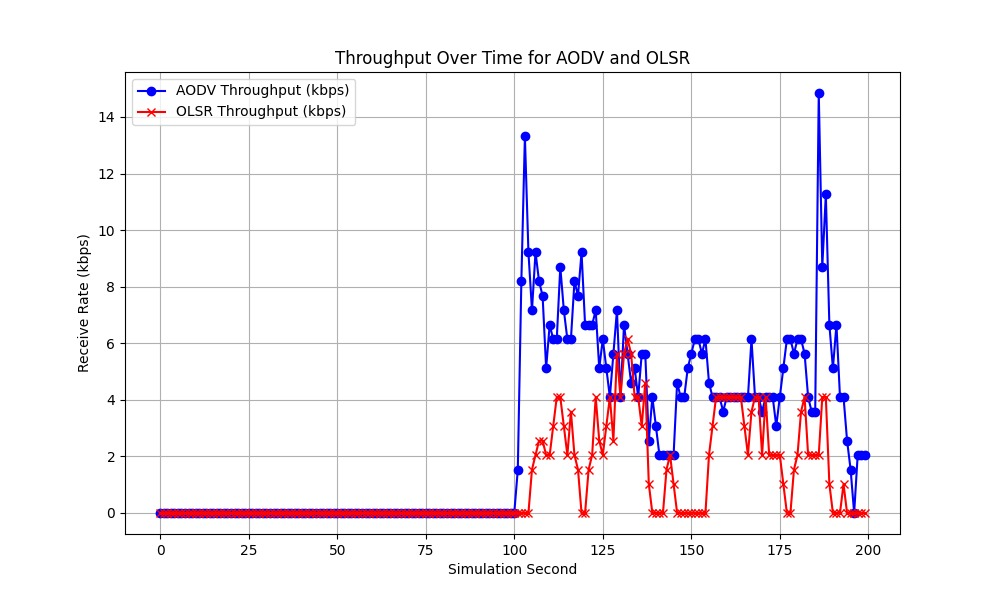 Throughput Over Time for AODV and OLSR
AODV Throughput (kbps)
OLSR Throughput (kbps)
Receive Rate (kbps)
14
12
10
8
6
4
2
0
0 25 50 75 100 125 150 175 200
Simulation Second